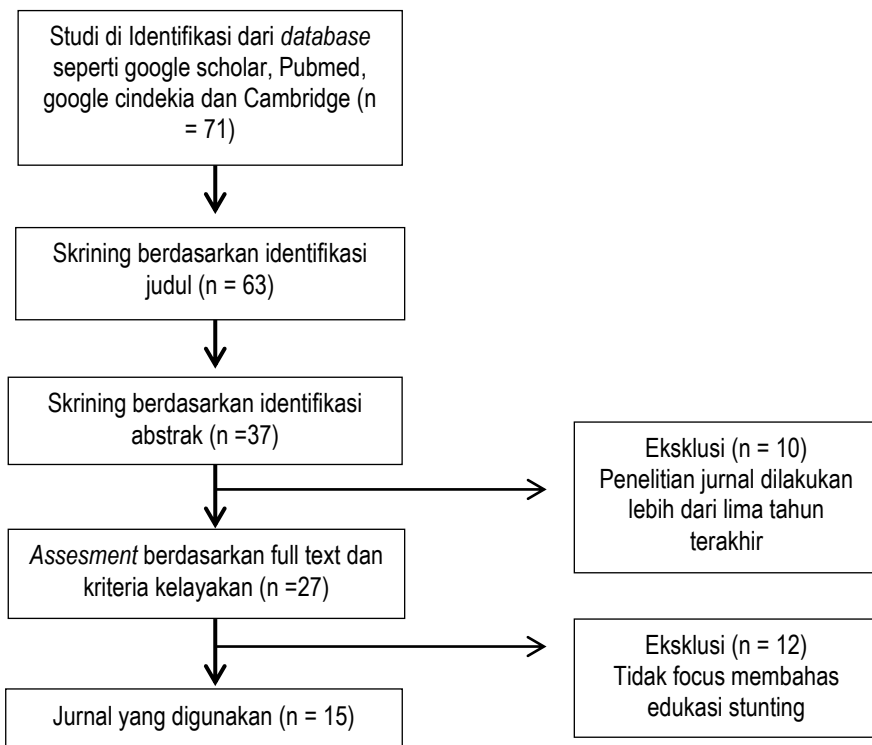 Studi di Identifikasi dari database
seperti google scholar, Pubmed,
google cindekia dan Cambridge (n
= 71)
Skrining berdasarkan identifikasi
judul (n = 63)
Skrining berdasarkan identifikasi
abstrak (n =37)
Eksklusi (n = 10)
Penelitian jurnal dilakukan
lebih dari lima tahun
terakhir
Assesment berdasarkan full text dan
kriteria kelayakan (n =27)
Eksklusi (n = 12)
Tidak focus membahas
edukasi stunting
Jurnal yang digunakan (n = 15)